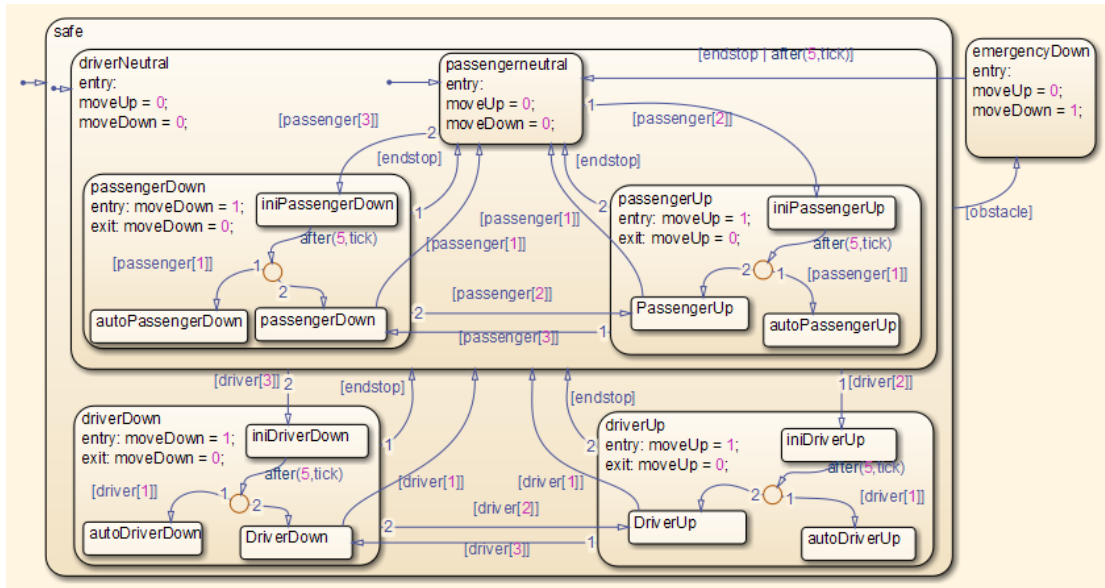 safe
driverNeutral
entry:
moveUp = 0;
moveDown = 0;
passengerneutral
entry:
moveUp = 0;
moveDown = 0;
[endstop | after(5,tick)]
emergencyDown
entry:
moveUp = 0;
moveDown = 1;
[passenger[3]]
2
1
[passenger[2]]
[endstop]
[endstop]
passengerDown
entry: moveDown = 1;
exit: moveDown = 0;
iniPassengerDown
1
after(5,tick)
[passenger[1]]
1
2
autoPassengerDown
passengerDown
[passenger[1]]
[passenger[1]]
2
passengerUp
entry: moveUp = 1;
exit: moveUp = 0;
iniPassengerUp
after(5,tick)
2
1
[passenger[1]]
PassengerUp
autoPassengerUp
[obstacle]
[passenger[2]]
2
1
[passenger[3]]
[driver[3]]
2
[endstop]
[endstop]
1
[driver[2]]
driverDown
entry: moveDown = 1;
exit: moveDown = 0;
iniDriverDown
1
after(5,tick)
[driver[1]]
1
2
autoDriverDown
DriverDown
[driver[1]]
[driver[1]]
2
driverUp
entry: moveUp = 1;
exit: moveUp = 0;
iniDriverUp
after(5,tick)
2
1
[driver[1]]
DriverUp
autoDriverUp
[driver[2]]
2
1
[driver[3]]